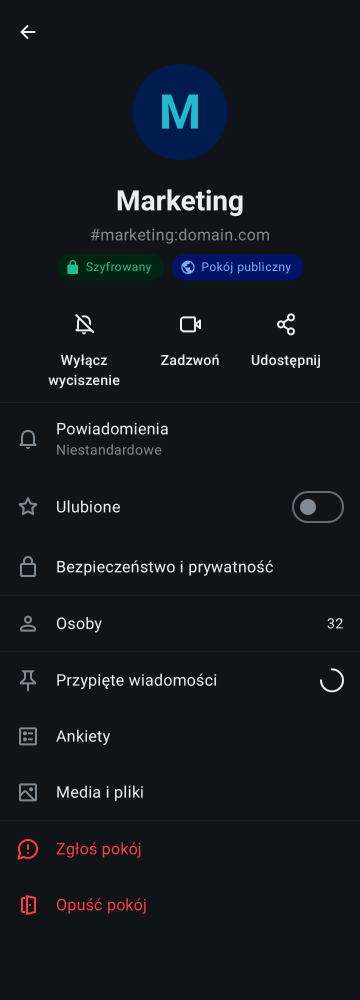 M
Marketing
#marketing:domain.com
Szyfrowany
Pokój publiczny
Wyłącz
wyciszenie
Zadzwoń
Udostępnij
Powiadomienia
Niestandardowe
Ulubione
Bezpieczeństwo i prywatność
Osoby 32
Przypięte wiadomości
Ankiety
Media i pliki
Zgłoś pokój
Opuść pokój